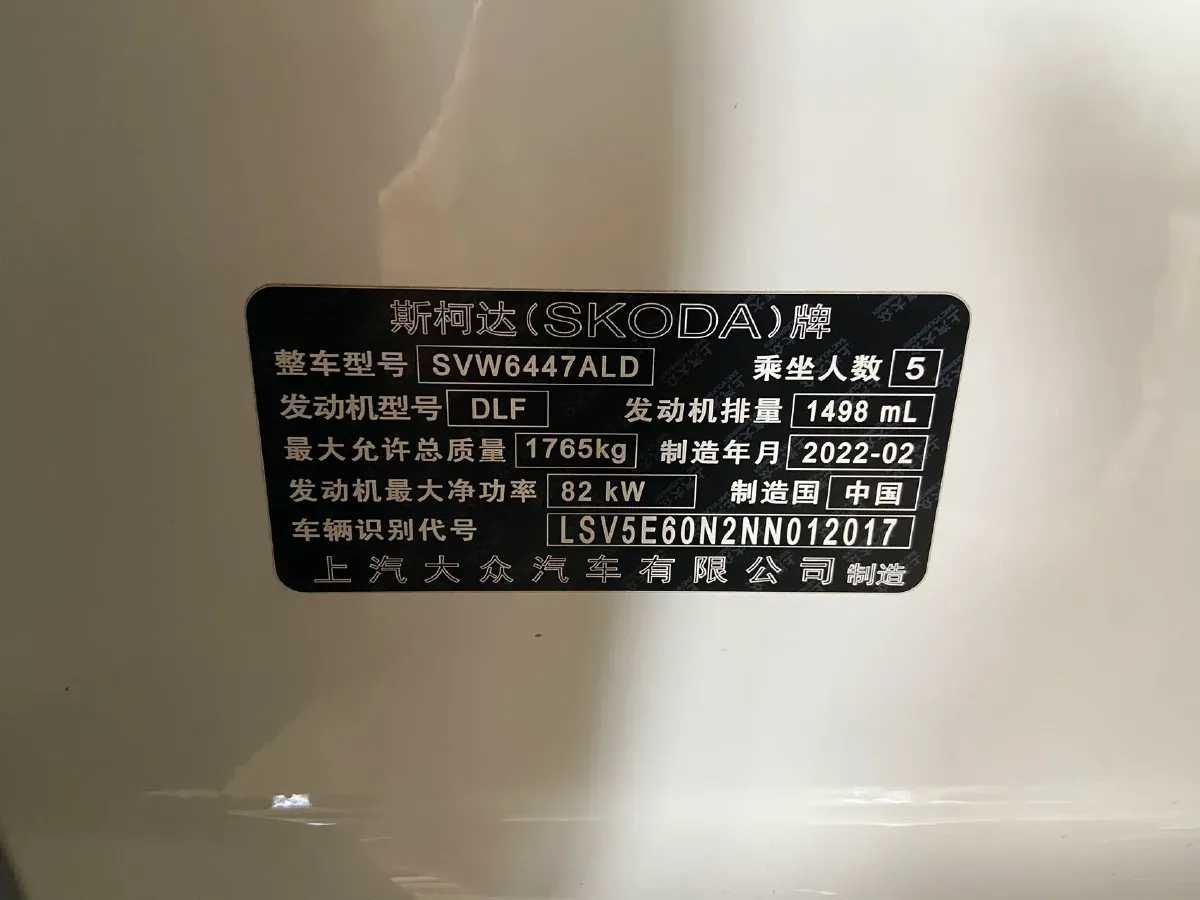 斯柯达(SKODA)牌
整车型号 SVW6447ALD 乘坐人数 5
发动机型号 DLF 发动机排量 1498 mL
最大允许总质量 1765kg 制造年月 2022-02
发动机最大净功率 82 kW 制造国 中国
车辆识别代号 LSV5E60N2NN012017
上汽大众汽车有限公司 制造